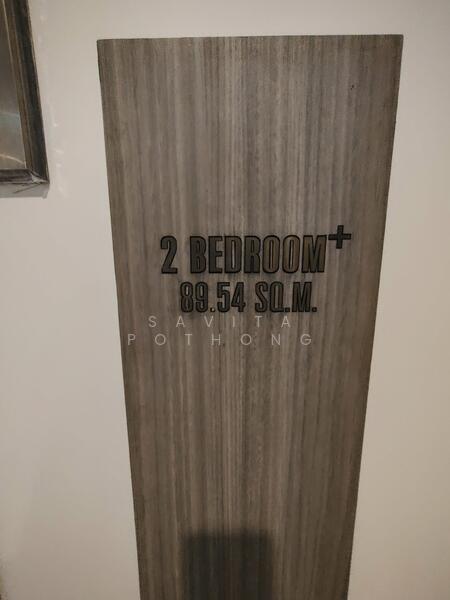 2 BEDROOM+
89.54 SQ.M.
SAVITA
POTHONG